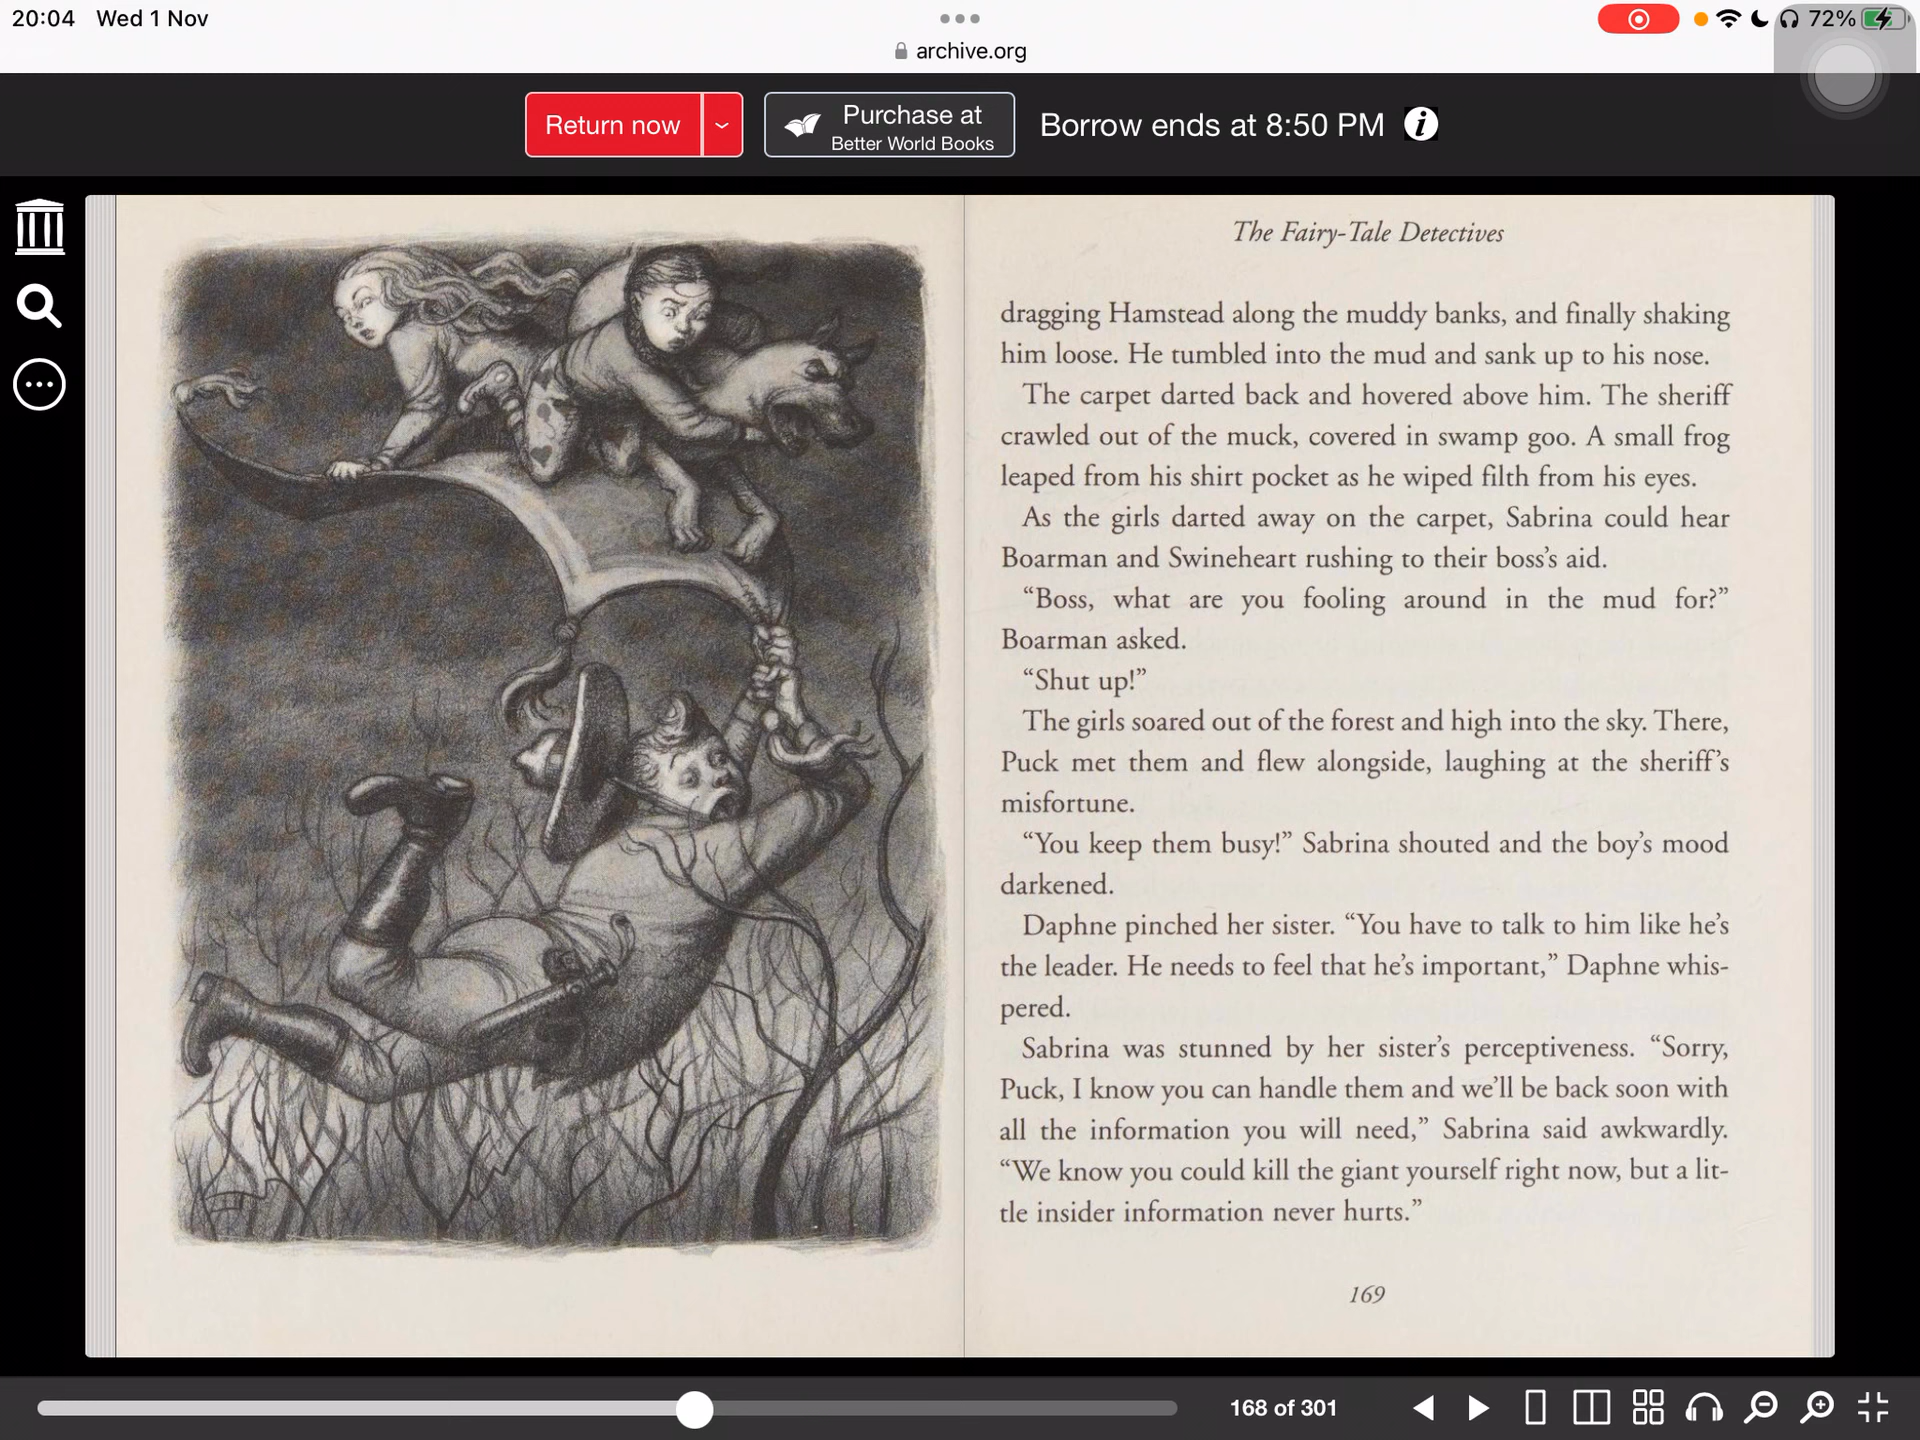 20:04 Wed 1 Nov
72%
archive.org
Return now
Purchase at
Better World Books
Borrow ends at 8:50 PM
The Fairy-Tale Detectives
dragging Hamstead along the muddy banks, and finally shaking
him loose. He tumbled into the mud and sank up to his nose.
The carpet darted back and hovered above him. The sheriff
crawled out of the muck, covered in swamp goo. A small frog
leaped from his shirt pocket as he wiped filth from his eyes.
As the girls darted away on the carpet, Sabrina could hear
Boarman and Swineheart rushing to their boss’s aid.
“Boss, what are you fooling around in the mud for?”
Boarman asked.
“Shut up!”
The girls soared out of the forest and high into the sky. There,
Puck met them and flew alongside, laughing at the sheriff’s
misfortune.
“You keep them busy!” Sabrina shouted and the boy’s mood
darkened.
Daphne pinched her sister. “You have to talk to him like he’s
the leader. He needs to feel that he’s important,” Daphne whis-
pered.
Sabrina was stunned by her sister’s perceptiveness. “Sorry,
Puck, I know you can handle them and we’ll be back soon with
all the information you will need,” Sabrina said awkwardly.
“We know you could kill the giant yourself right now, but a lit-
tle insider information never hurts.”
169
168 of 301